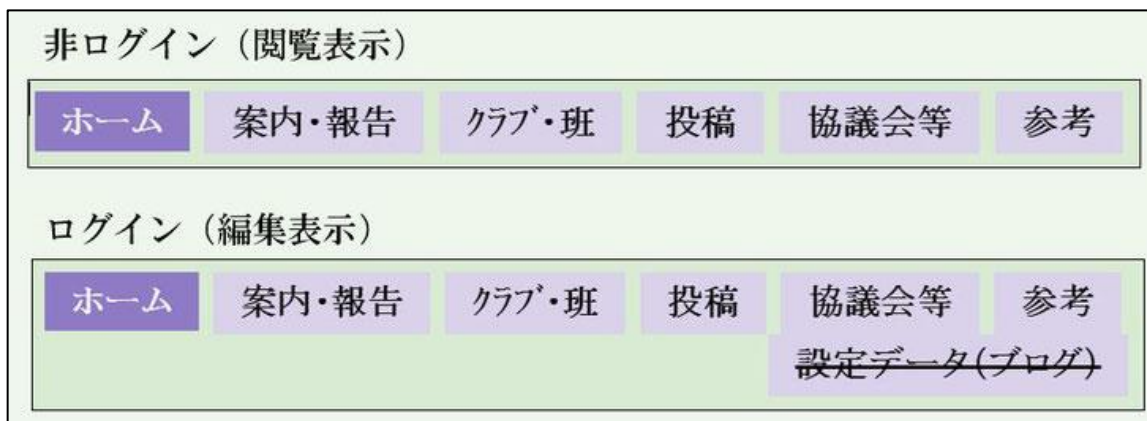 非ログイン（閲覧表示）
ホーム 案内・報告 ｸﾗﾌﾞ・班 投稿 協議会等 参考
ログイン（編集表示）
ホーム 案内・報告 ｸﾗﾌﾞ・班 投稿 協議会等 参考
設定データ(ブログ)